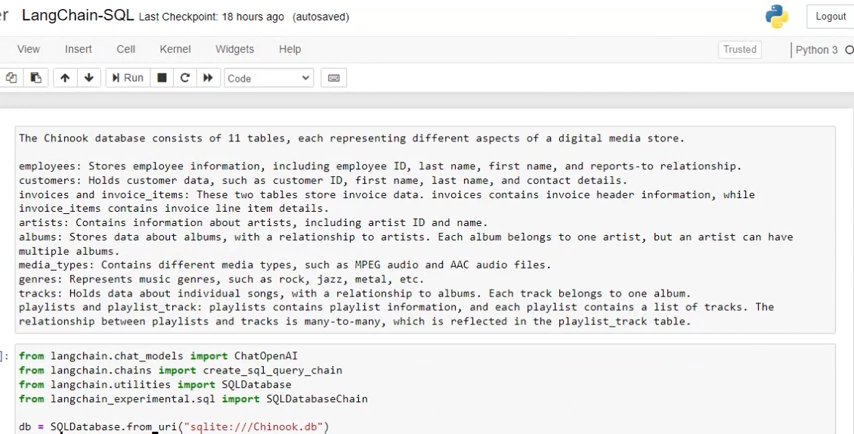 er LangChain-SQL Last Checkpoint: 18 hours ago (autosaved) Logout
View Insert Cell Kernel Widgets Help Trusted Python 3
Run Code
The Chinook database consists of 11 tables, each representing different aspects of a digital media store.
employees: Stores employee information, including employee ID, last name, first name, and reports-to relationship.
customers: Holds customer data, such as customer ID, first name, last name, and contact details.
invoices and invoice_items: These two tables store invoice data. invoices contains invoice header information, while
invoice_items contains invoice line item details.
artists: Contains information about artists, including artist ID and name.
albums: Stores data about albums, with a relationship to artists. Each album belongs to one artist, but an artist can have
multiple albums.
media_types: Contains different media types, such as MPEG audio and AAC audio files.
genres: Represents music genres, such as rock, jazz, metal, etc.
tracks: Holds data about individual songs, with a relationship to albums. Each track belongs to one album.
playlists and playlist_track: playlists contains playlist information, and each playlist contains a list of tracks. The
relationship between playlists and tracks is many-to-many, which is reflected in the playlist_track table.
]: from langchain.chat_models import ChatOpenAI
from langchain.chains import create_sql_query_chain
from langchain.utilities import SQLDatabase
from langchain_experimental.sql import SQLDatabaseChain
db = SQLDatabase.from_uri("sqlite:///Chinook.db")